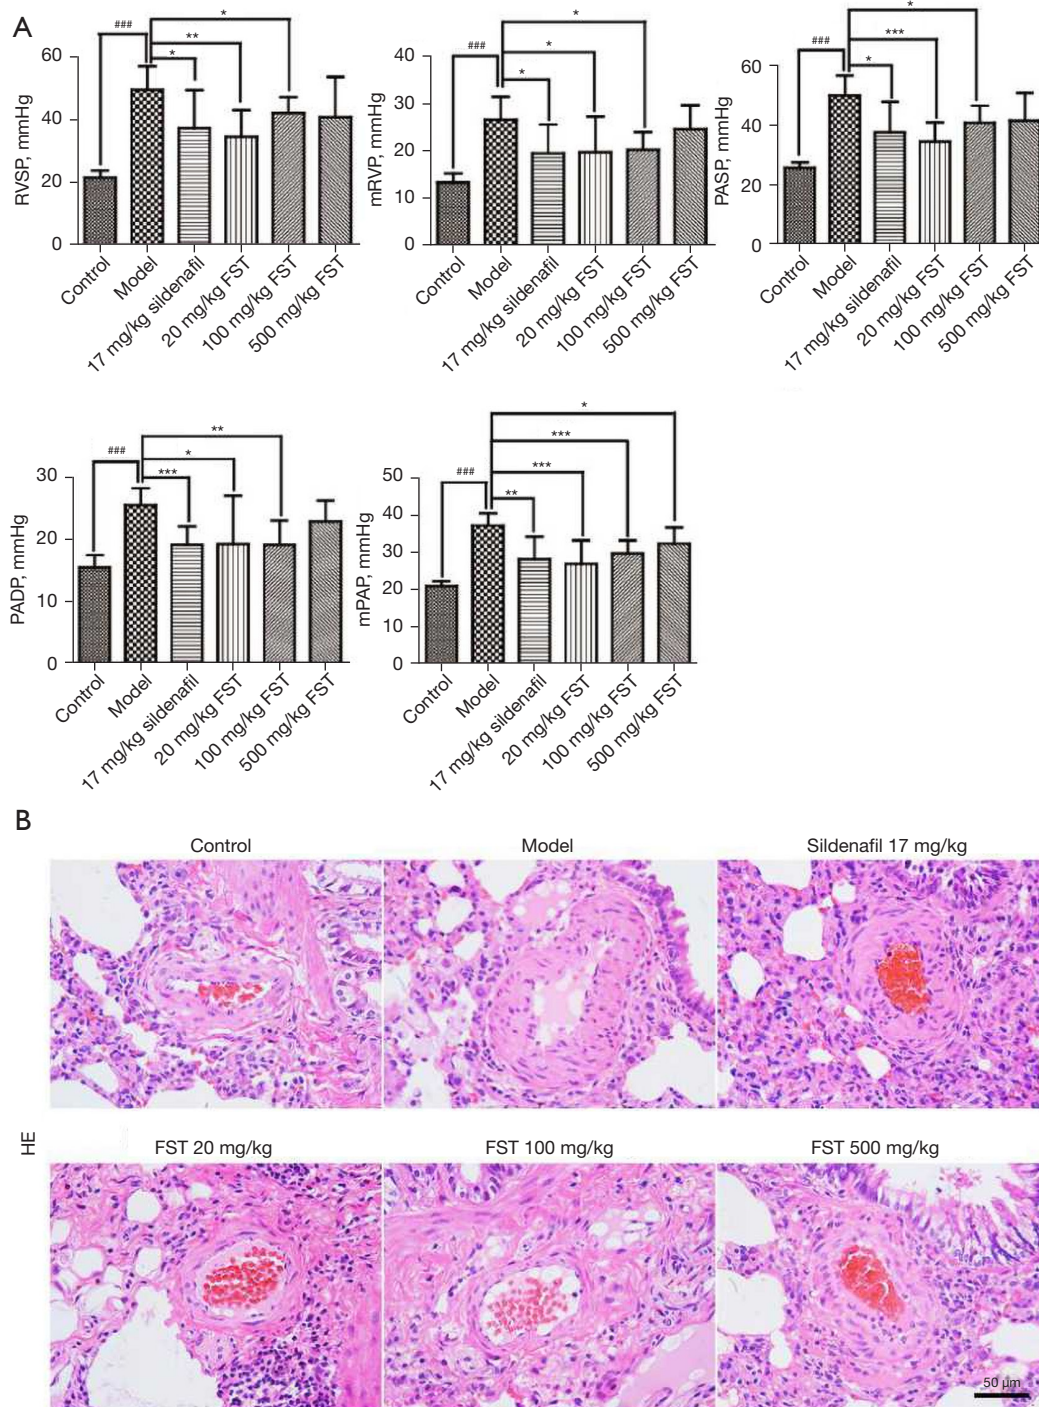 A
###
*
**
*
60
40
20
0
RVSP, mmHg
Control
Model
17 mg/kg sildenafil
20 mg/kg FST
100 mg/kg FST
500 mg/kg FST
###
*
*
*
40
30
20
10
0
mRVP, mmHg
Control
Model
17 mg/kg sildenafil
20 mg/kg FST
100 mg/kg FST
500 mg/kg FST
###
*
***
*
60
40
20
0
PASP, mmHg
Control
Model
17 mg/kg sildenafil
20 mg/kg FST
100 mg/kg FST
500 mg/kg FST
###
**
*
***
30
20
10
0
PADP, mmHg
Control
Model
17 mg/kg sildenafil
20 mg/kg FST
100 mg/kg FST
500 mg/kg FST
###
*
***
***
**
50
40
30
20
10
0
mPAP, mmHg
Control
Model
17 mg/kg sildenafil
20 mg/kg FST
100 mg/kg FST
500 mg/kg FST
B
Control
Model
Sildenafil 17 mg/kg
HE
FST 20 mg/kg
FST 100 mg/kg
FST 500 mg/kg
50 μm